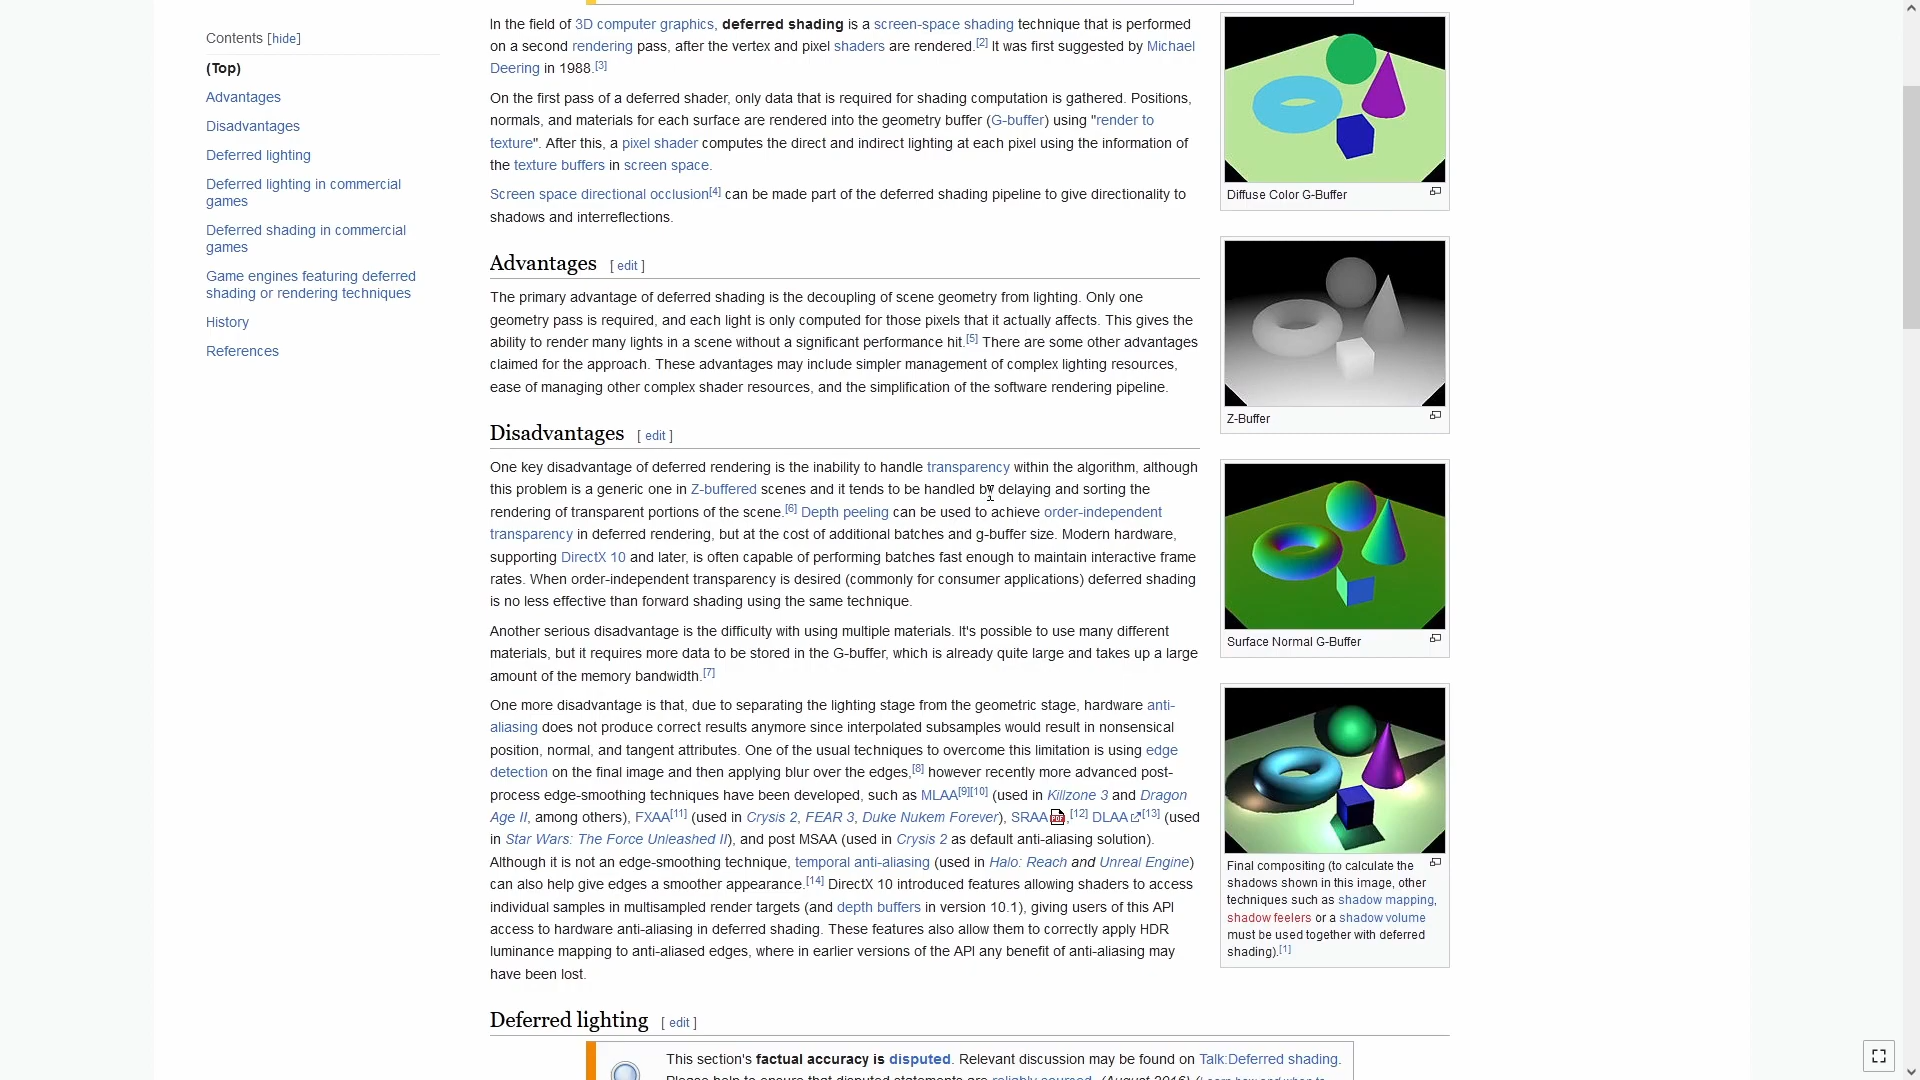 Contents [hide]
(Top)
Advantages
Disadvantages
Deferred lighting
Deferred lighting in commercial
games
Deferred shading in commercial
games
Game engines featuring deferred
shading or rendering techniques
History
References
In the field of 3D computer graphics, deferred shading is a screen-space shading technique that is performed
on a second rendering pass, after the vertex and pixel shaders are rendered.[2] It was first suggested by Michael
Deering in 1988.[3]
On the first pass of a deferred shader, only data that is required for shading computation is gathered. Positions,
normals, and materials for each surface are rendered into the geometry buffer (G-buffer) using "render to
texture". After this, a pixel shader computes the direct and indirect lighting at each pixel using the information of
the texture buffers in screen space.
Screen space directional occlusion[4] can be made part of the deferred shading pipeline to give directionality to
shadows and interreflections.
Advantages [ edit ]
The primary advantage of deferred shading is the decoupling of scene geometry from lighting. Only one
geometry pass is required, and each light is only computed for those pixels that it actually affects. This gives the
ability to render many lights in a scene without a significant performance hit.[5] There are some other advantages
claimed for the approach. These advantages may include simpler management of complex lighting resources,
ease of managing other complex shader resources, and the simplification of the software rendering pipeline.
Disadvantages [ edit ]
One key disadvantage of deferred rendering is the inability to handle transparency within the algorithm, although
this problem is a generic one in Z-buffered scenes and it tends to be handled by delaying and sorting the
rendering of transparent portions of the scene.[6] Depth peeling can be used to achieve order-independent
transparency in deferred rendering, but at the cost of additional batches and g-buffer size. Modern hardware,
supporting DirectX 10 and later, is often capable of performing batches fast enough to maintain interactive frame
rates. When order-independent transparency is desired (commonly for consumer applications) deferred shading
is no less effective than forward shading using the same technique.
Another serious disadvantage is the difficulty with using multiple materials. It's possible to use many different
materials, but it requires more data to be stored in the G-buffer, which is already quite large and takes up a large
amount of the memory bandwidth.[7]
One more disadvantage is that, due to separating the lighting stage from the geometric stage, hardware anti-
aliasing does not produce correct results anymore since interpolated subsamples would result in nonsensical
position, normal, and tangent attributes. One of the usual techniques to overcome this limitation is using edge
detection on the final image and then applying blur over the edges,[8] however recently more advanced post-
process edge-smoothing techniques have been developed, such as MLAA[9][10] (used in Killzone 3 and Dragon
Age II, among others), FXAA[11] (used in Crysis 2, FEAR 3, Duke Nukem Forever), SRAA,[12] DLAA[13] (used
in Star Wars: The Force Unleashed II), and post MSAA (used in Crysis 2 as default anti-aliasing solution).
Although it is not an edge-smoothing technique, temporal anti-aliasing (used in Halo: Reach and Unreal Engine)
can also help give edges a smoother appearance.[14] DirectX 10 introduced features allowing shaders to access
individual samples in multisampled render targets (and depth buffers in version 10.1), giving users of this API
access to hardware anti-aliasing in deferred shading. These features also allow them to correctly apply HDR
luminance mapping to anti-aliased edges, where in earlier versions of the API any benefit of anti-aliasing may
have been lost.
Deferred lighting [ edit ]
This section's factual accuracy is disputed. Relevant discussion may be found on Talk:Deferred shading.
Please help to ensure that disputed statements are reliably sourced. (August 2016) (Learn how and when to
Diffuse Color G-Buffer
Z-Buffer
Surface Normal G-Buffer
Final compositing (to calculate the
shadows shown in this image, other
techniques such as shadow mapping,
shadow feelers or a shadow volume
must be used together with deferred
shading).[1]